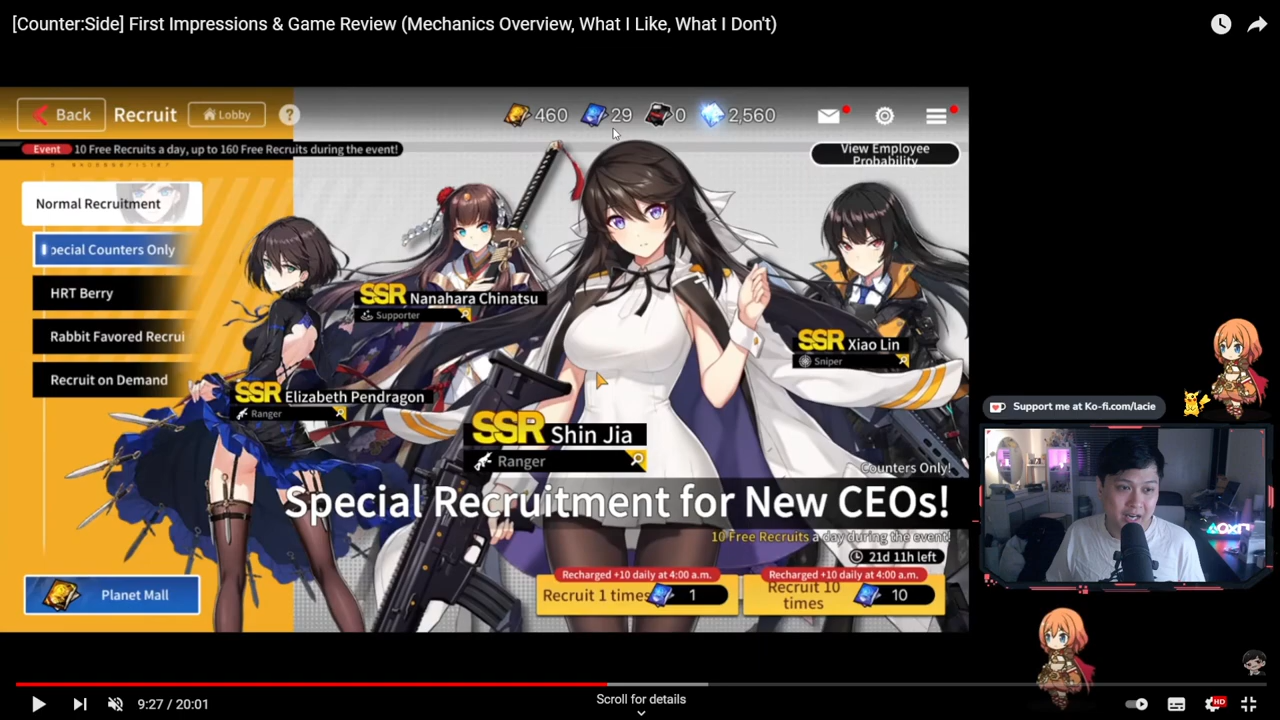 [Counter:Side] First Impressions & Game Review (Mechanics Overview, What I Like, What I Don't)
Back
Recruit
Lobby
?
460
29
0
2,560
Event 10 Free Recruits a day, up to 160 Free Recruits during the event!
View Employee
Probability
Normal Recruitment
pecial Counters Only
HRT Berry
Rabbit Favored Recrui
Recruit on Demand
SSR Nanahara Chinatsu
Supporter
SSR Xiao Lin
Sniper
SSR Elizabeth Pendragon
Ranger
SSR Shin Jia
Ranger
Counters Only!
Special Recruitment for New CEOs!
10 Free Recruits a day during the event!
21d 11h left
Recharged +10 daily at 4:00 a.m.
Recruit 1 times
1
Recharged +10 daily at 4:00 a.m.
Recruit 10
times
10
Planet Mall
Support me at Ko-fi.com/lacie
9:27 / 20:01
Scroll for details
HD